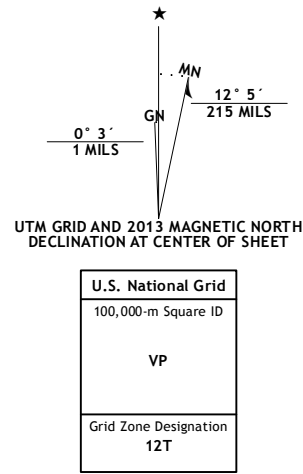 ★
MN
12° 5´
215 MILS
GN
0° 3´
1 MILS
UTM GRID AND 2013 MAGNETIC NORTH
DECLINATION AT CENTER OF SHEET
U.S. National Grid
100,000-m Square ID
VP
Grid Zone Designation
12T